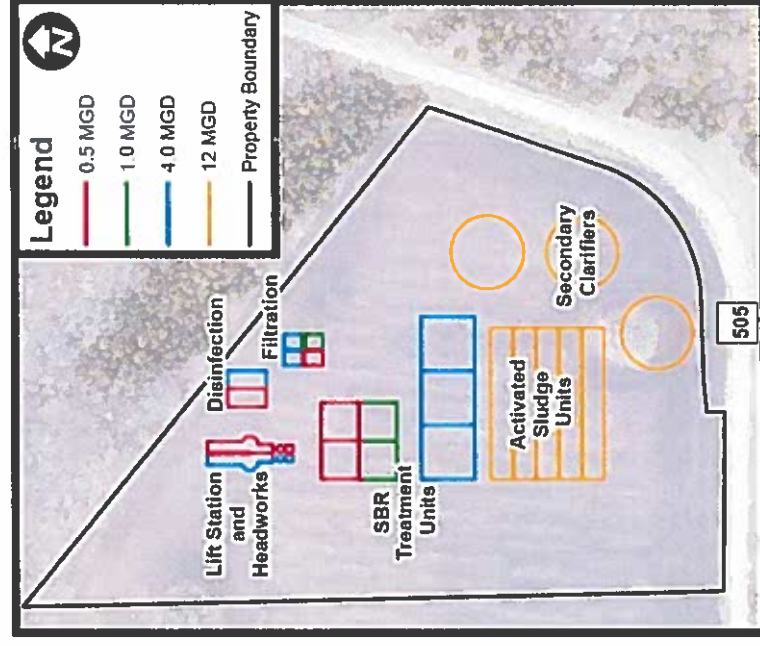 N
Legend
0.5 MGD
1.0 MGD
4.0 MGD
12 MGD
Property Boundary
Disinfection
Filtration
Lift Station
and
Headworks
SBR
Treatment
Units
Activated
Sludge
Units
Secondary
Clarifiers
505